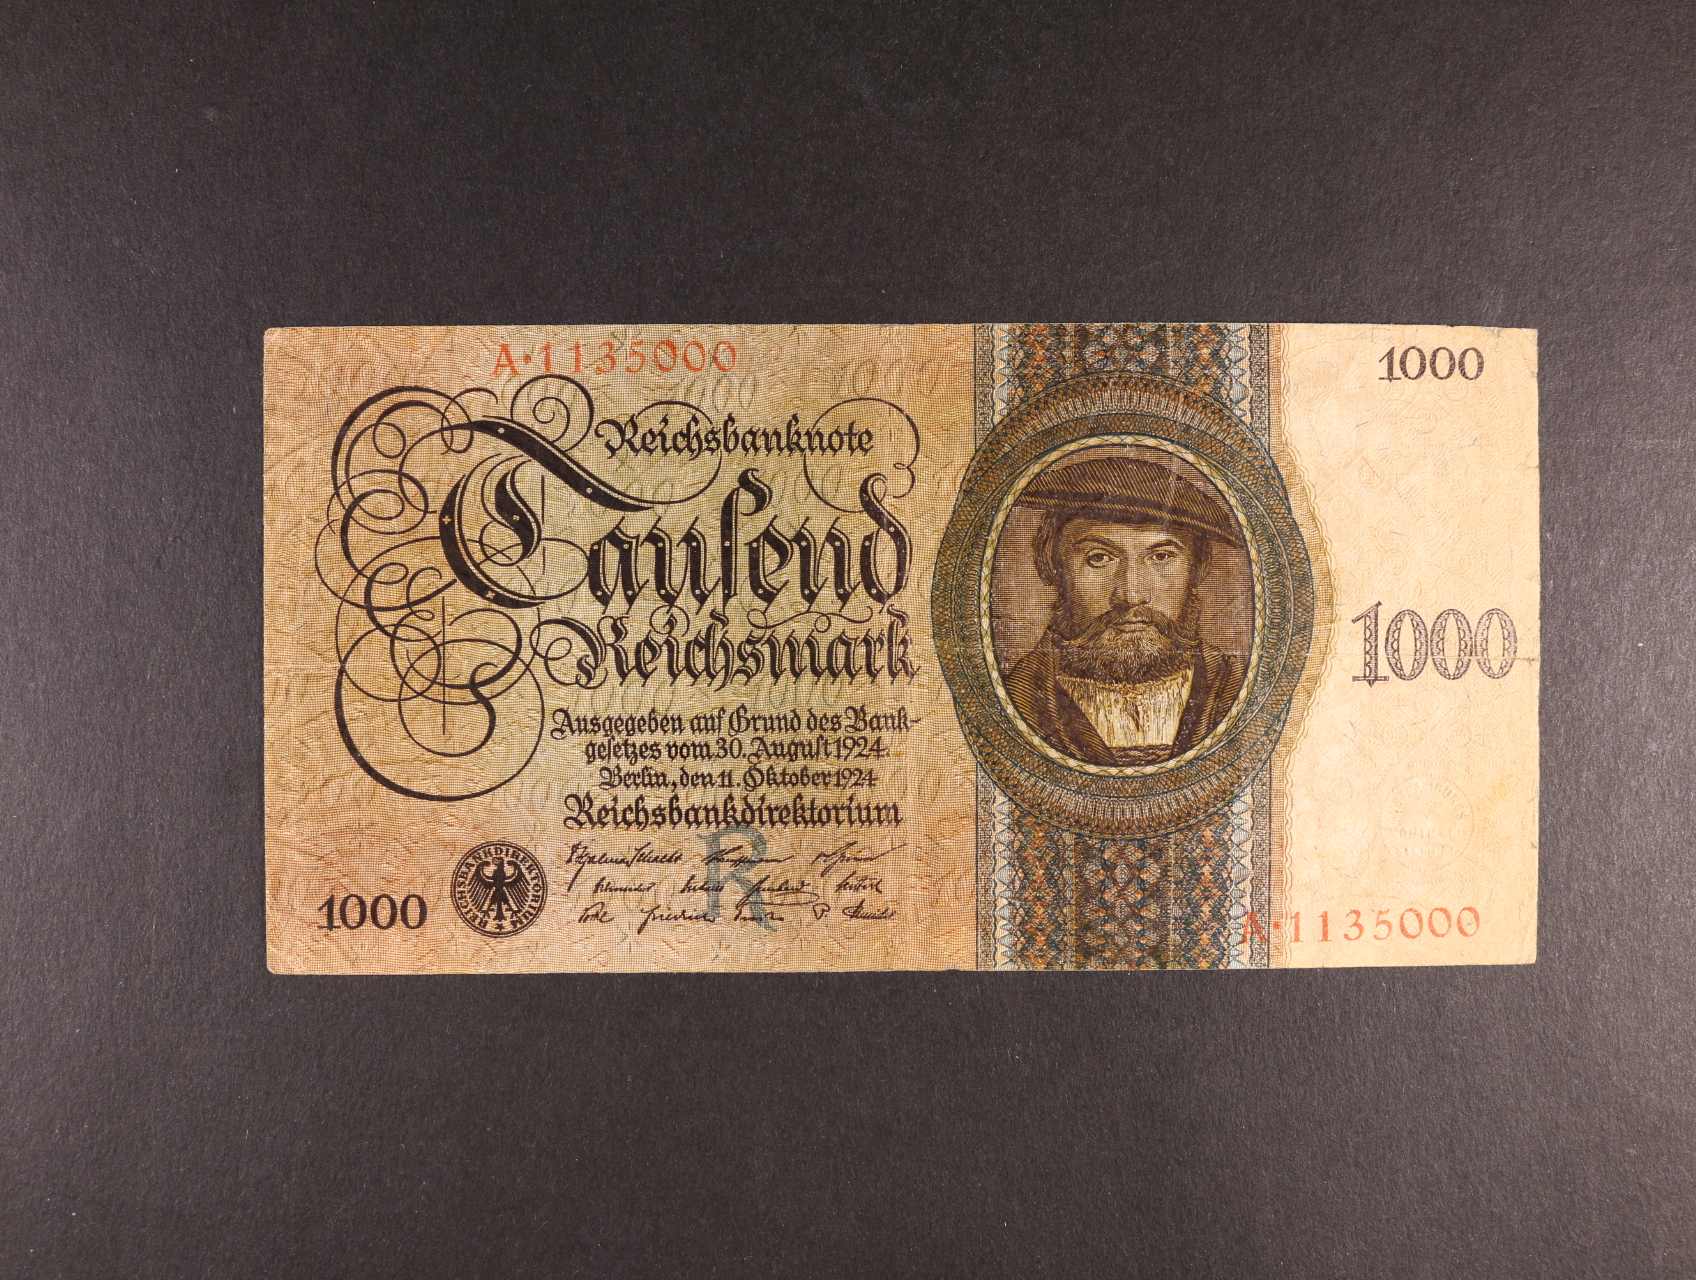 A·1135000
1000
Reichsbanknote
Tausend
Reichsmark
1000
Ausgegeben auf Grund des Bank-
gesetzes vom 30. August 1924.
Berlin, den 11. Oktober 1924
Reichsbankdirektorium
R
1000
REICHSBANKDIREKTORIUM
A·1135000